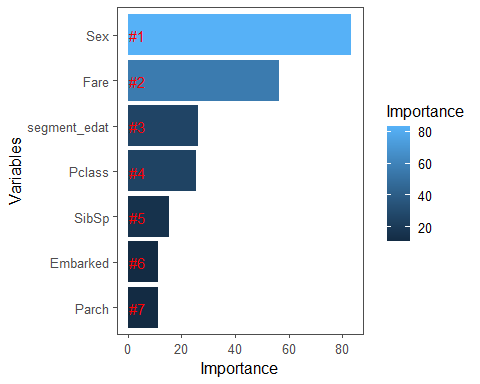 Variables
Sex
Fare
segment_edat
Pclass
SibSp
Embarked
Parch
#1
#2
#3
#4
#5
#6
#7
0 20 40 60 80
Importance
Importance
80
60
40
20